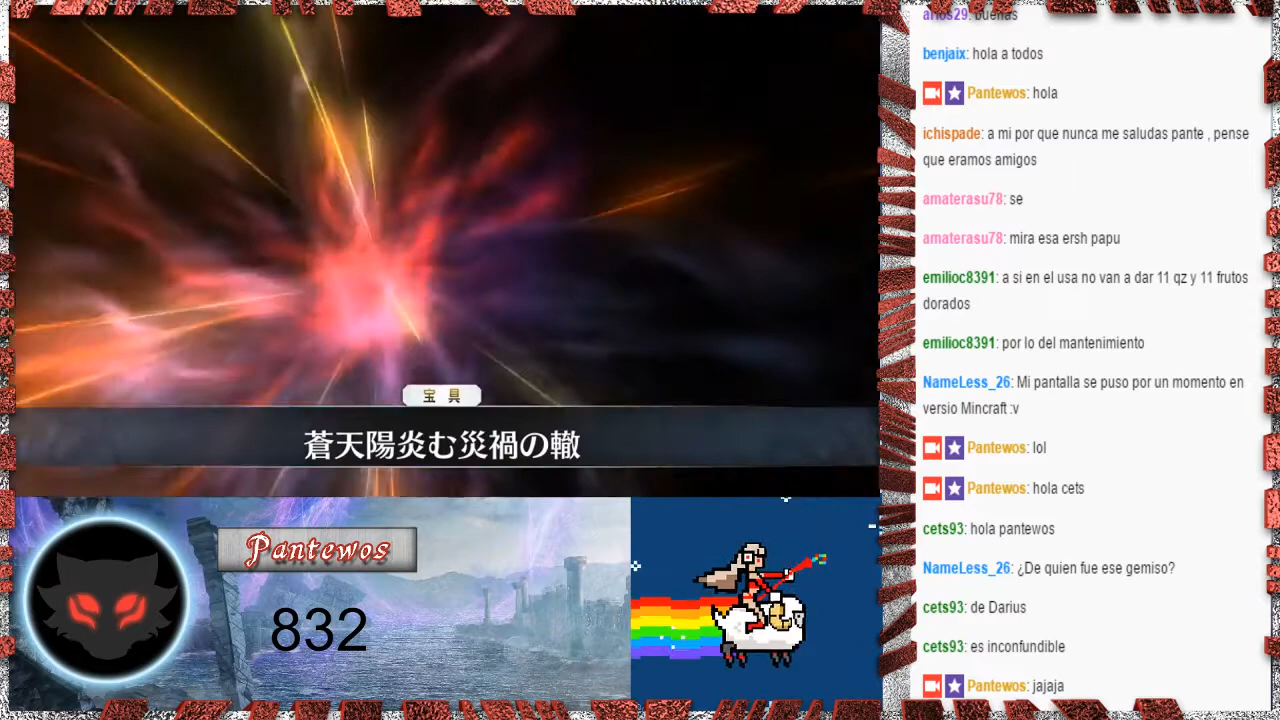 宝具
蒼天陽炎む災禍の轍
Pantewos
832
arios29: buenas
benjaix: hola a todos
Pantewos: hola
ichispade: a mi por que nunca me saludas pante , pense
que eramos amigos
amaterasu78: se
amaterasu78: mira esa ersh papu
emilioc8391: a si en el usa no van a dar 11 qz y 11 frutos
dorados
emilioc8391: por lo del mantenimiento
NameLess_26: Mi pantalla se puso por un momento en
versio Mincraft :v
Pantewos: lol
Pantewos: hola cets
cets93: hola pantewos
NameLess_26: ¿De quien fue ese gemiso?
cets93: de Darius
cets93: es inconfundible
Pantewos: jajaja